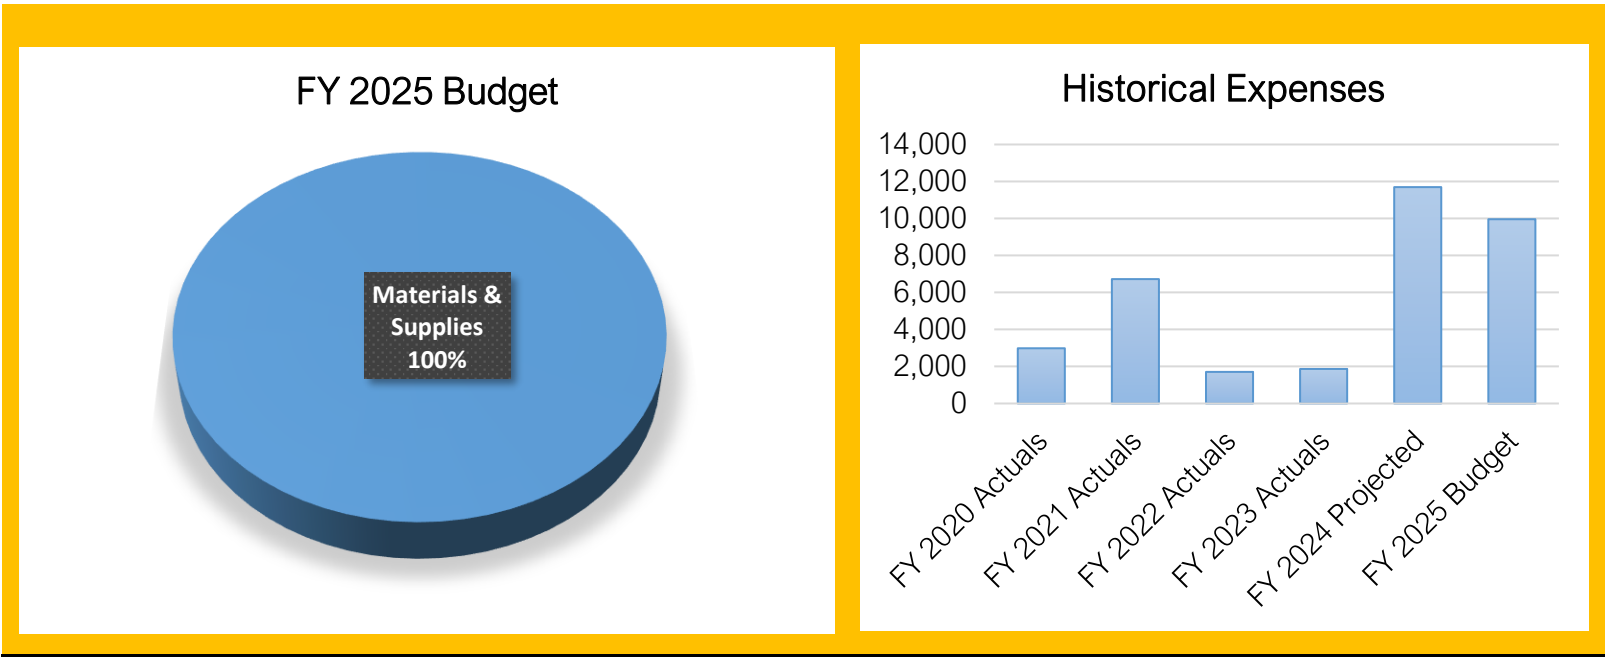 FY 2025 Budget
Materials &
Supplies
100%
Historical Expenses
14,000
12,000
10,000
8,000
6,000
4,000
2,000
0
FY 2020 Actuals
FY 2021 Actuals
FY 2022 Actuals
FY 2023 Actuals
FY 2024 Projected
FY 2025 Budget